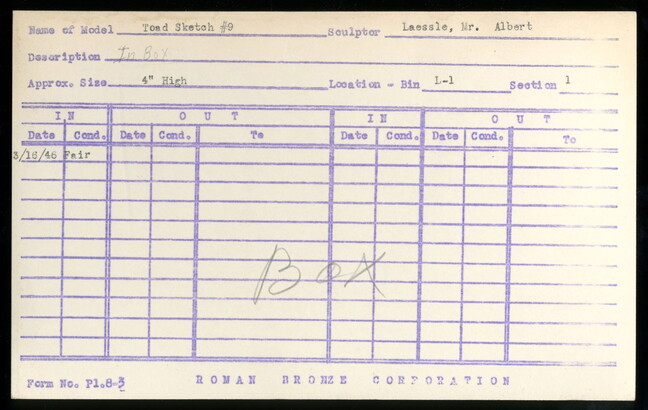 Name of Model Toad Sketch #9 Sculptor Laessle, Mr. Albert
Description In Box
Approx. Size 4" High Location - Bin L-1 Section 1
IN OUT IN OUT
Date Cond. Date Cond. To Date Cond. Date Cond. To
3/16/46 Fair
Box
Form No. Pl.8-3 ROMAN BRONZE CORPORATION